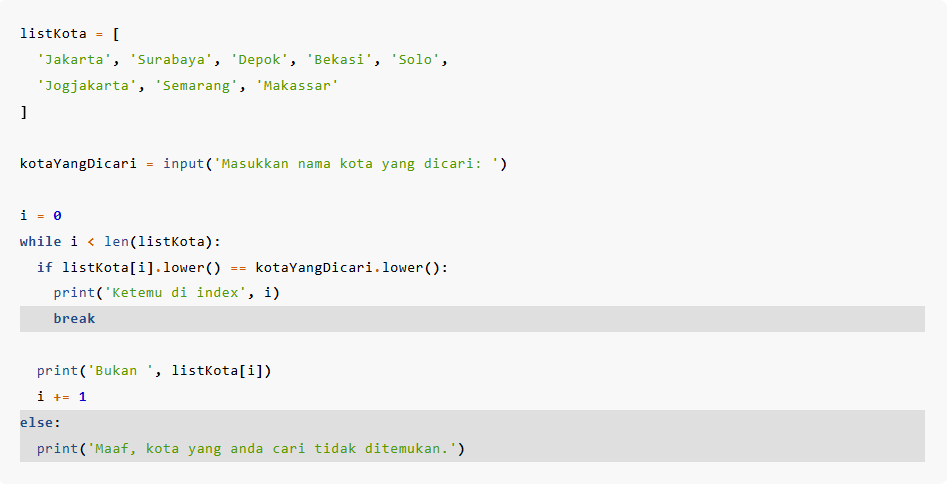 listKota = [
  'Jakarta', 'Surabaya', 'Depok', 'Bekasi', 'Solo',
  'Jogjakarta', 'Semarang', 'Makassar'
]
kotaYangDicari = input('Masukkan nama kota yang dicari: ')
i = 0
while i < len(listKota):
  if listKota[i].lower() == kotaYangDicari.lower():
    print('Ketemu di index', i)
    break
  print('Bukan ', listKota[i])
  i += 1
else:
  print('Maaf, kota yang anda cari tidak ditemukan.')